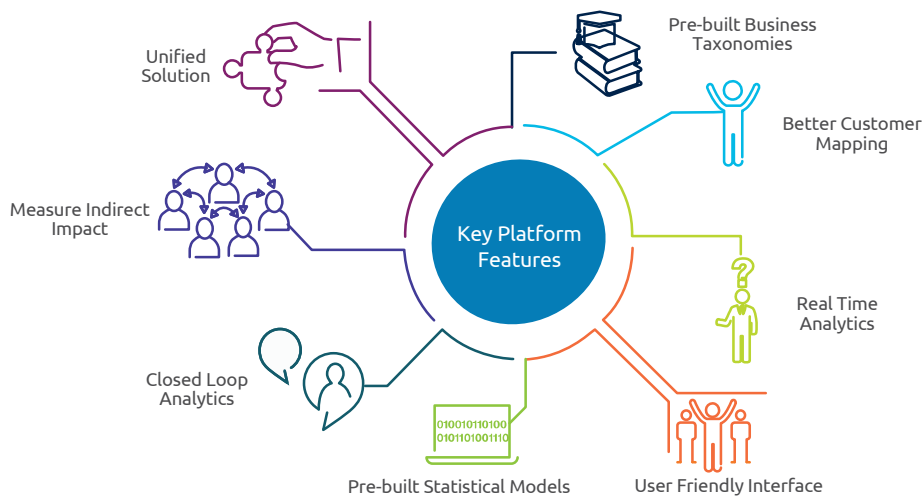 Pre-built Business
Taxonomies
Unified
Solution
Better Customer
Mapping
Measure Indirect
Impact
Key Platform
Features
Real Time
Analytics
Closed Loop
Analytics
010010110100
0101101001110
Pre-built Statistical Models
User Friendly Interface